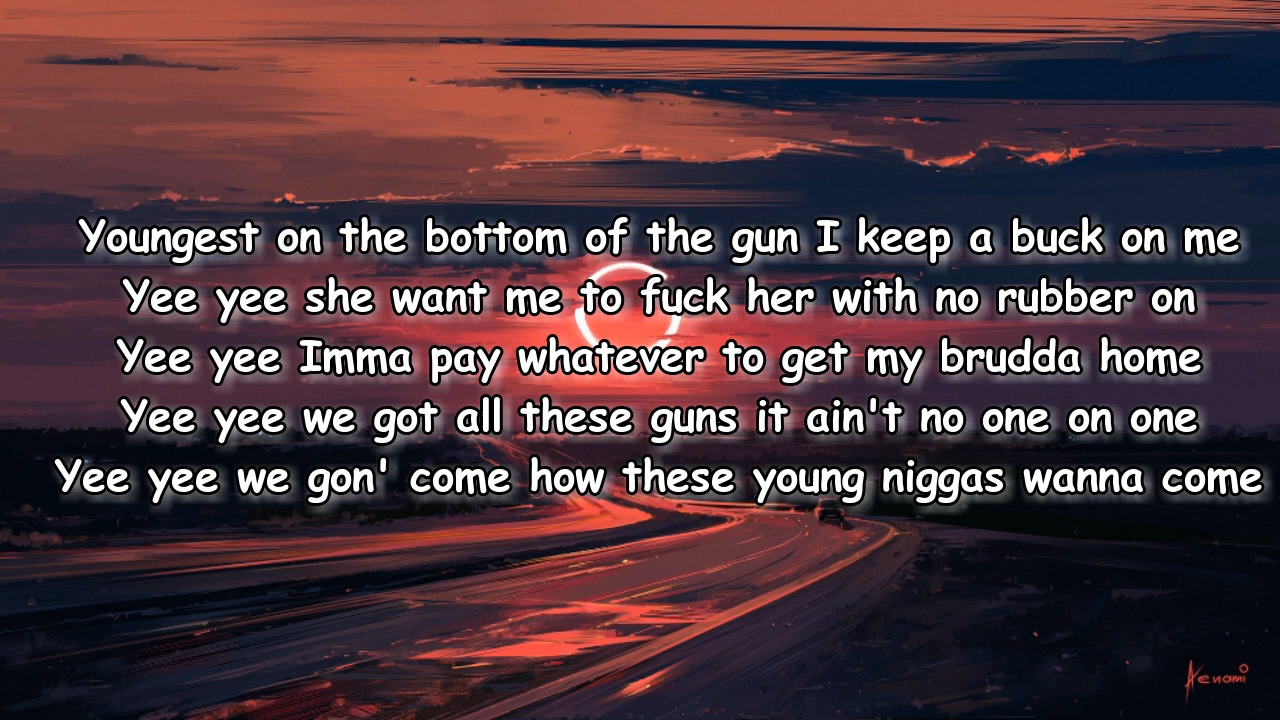 Youngest on the bottom of the gun I keep a buck on me
Yee yee she want me to fuck her with no rubber on
Yee yee Imma pay whatever to get my brudda home
Yee yee we got all these guns it ain't no one on one
Yee yee we gon' come how these young niggas wanna come
Aenami